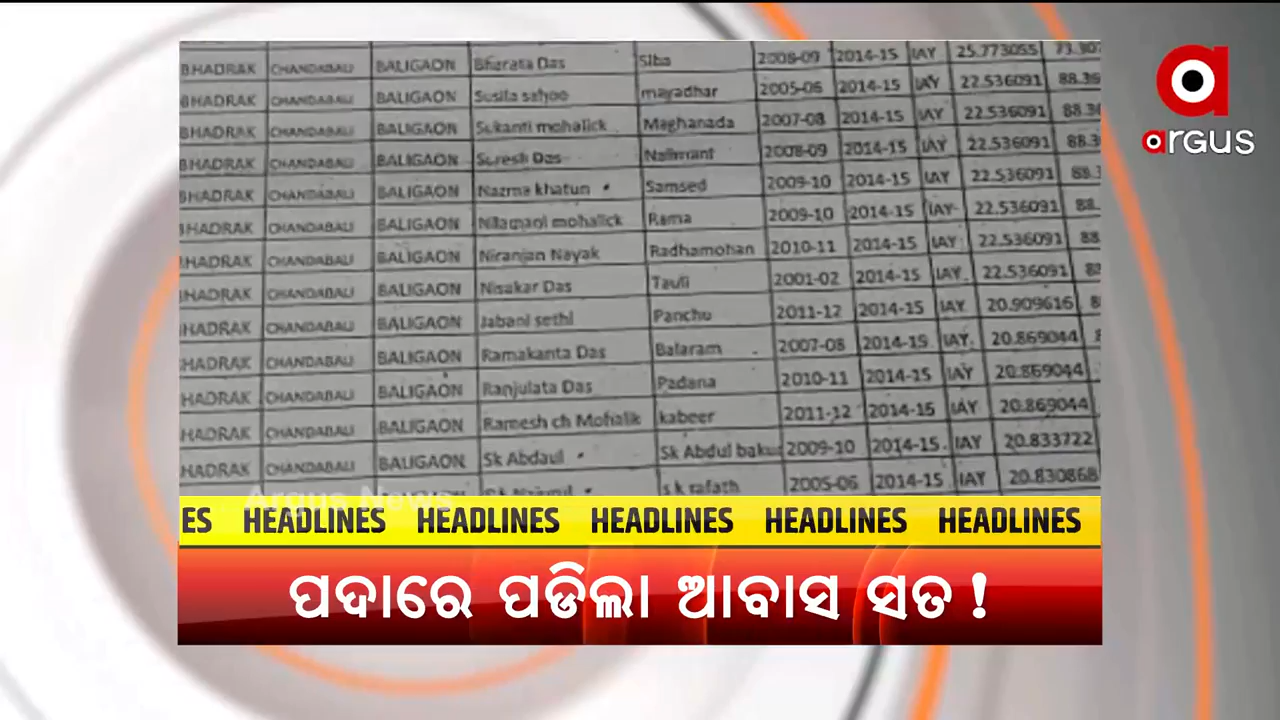 BHADRAK CHANDABALI BALIGAON Bharata Das Siba 2008-09 2014-15 IAY 25.773055
BHADRAK CHANDABALI BALIGAON Susila sahoo mayadhar 2005-06 2014-15 IAY 22.536091
BHADRAK CHANDABALI BALIGAON Sukanti mohalick Maghanada 2007-08 2014-15 IAY 22.536091
BHADRAK CHANDABALI BALIGAON Suresh Das 2008-09 2014-15 IAY 22.536091
BHADRAK CHANDABALI BALIGAON Nazma khatun Samsed 2009-10 2014-15 IAY 22.536091
BHADRAK CHANDABALI BALIGAON Nilamani mohalick Rama 2009-10 2014-15 IAY 22.536091
HADRAK CHANDABALI BALIGAON Niranjan Nayak Radhamohan 2010-11 2014-15 IAY 22.536091 88
HADRAK CHANDABALI BALIGAON Nisakar Das Tauli 2001-02 2014-15 IAY 22.536091 88
HADRAK CHANDABALI BALIGAON Jabani sethi Panchu 2011-12 2014-15 IAY 20.909616
HADRAK CHANDABALI BALIGAON Ramakanta Das Balaram 2007-08 2014-15 IAY 20.869044
HADRAK CHANDABALI BALIGAON Ranjulata Das Padana 2010-11 2014-15 IAY 20.869044
HADRAK CHANDABALI BALIGAON Ramesh ch Mohalik kabeer 2011-12 2014-15 IAY 20.869044
HADRAK CHANDABALI BALIGAON Sk Abdaul Sk Abdul 2009-10 2014-15 IAY 20.833722
s k rafath 2005-06 2014-15 IAY 20.830868
argus
Argus News
ES HEADLINES HEADLINES HEADLINES HEADLINES HEADLINES
ପଦାରେ ପଡିଲା ଆବାସ ସତ !